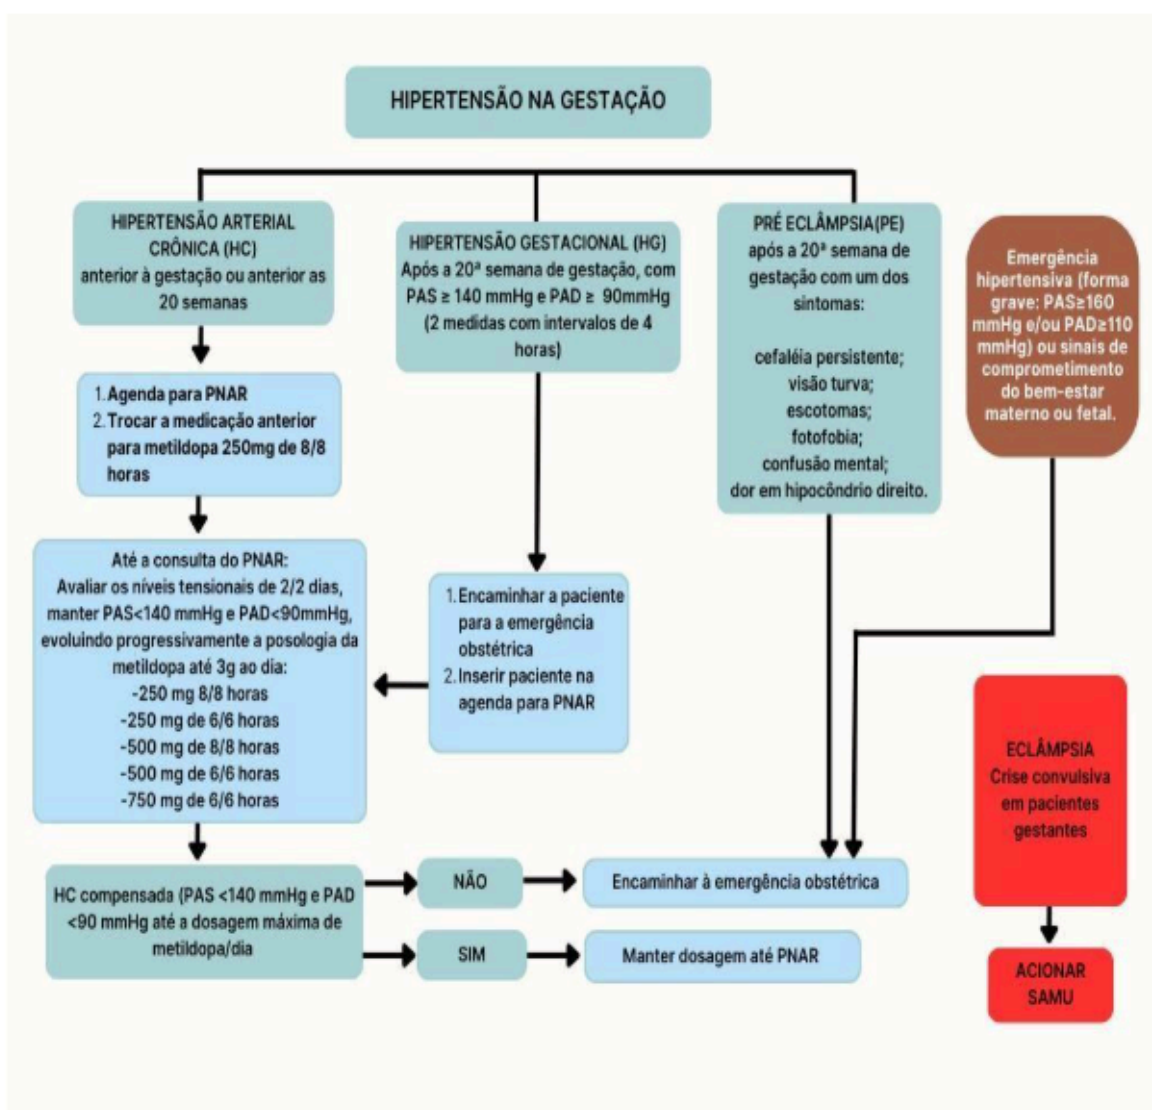 HIPERTENSÃO NA GESTAÇÃO
HIPERTENSÃO ARTERIAL
CRÔNICA (HC)
anterior à gestação ou anterior as
20 semanas
1. Agenda para PNAR
2. Trocar a medicação anterior
para metildopa 250mg de 8/8
horas
Até a consulta do PNAR:
Avaliar os níveis tensionais de 2/2 dias,
manter PAS<140 mmHg e PAD<90mmHg,
evoluindo progressivamente a posologia da
metildopa até 3g ao dia:
-250 mg 8/8 horas
-250 mg de 6/6 horas
-500 mg de 8/8 horas
-500 mg de 6/6 horas
-750 mg de 6/6 horas
HC compensada (PAS <140 mmHg e PAD
<90 mmHg até a dosagem máxima de
metildopa/dia
NÃO
SIM
Encaminhar à emergência obstétrica
Manter dosagem até PNAR
HIPERTENSÃO GESTACIONAL (HG)
Após a 20ª semana de gestação, com
PAS ≥ 140 mmHg e PAD ≥ 90mmHg
(2 medidas com intervalos de 4
horas)
1. Encaminhar a paciente
para a emergência
obstétrica
2. Inserir paciente na
agenda para PNAR
PRÉ ECLÂMPSIA(PE)
após a 20ª semana de
gestação com um dos
sintomas:
cefaléia persistente;
visão turva;
escotomas;
fotofobia;
confusão mental;
dor em hipocôndrio direito.
Emergência
hipertensiva (forma
grave: PAS≥160
mmHg e/ou PAD≥110
mmHg) ou sinais de
comprometimento
do bem-estar
materno ou fetal.
ECLÂMPSIA
Crise convulsiva
em pacientes
gestantes
ACIONAR
SAMU